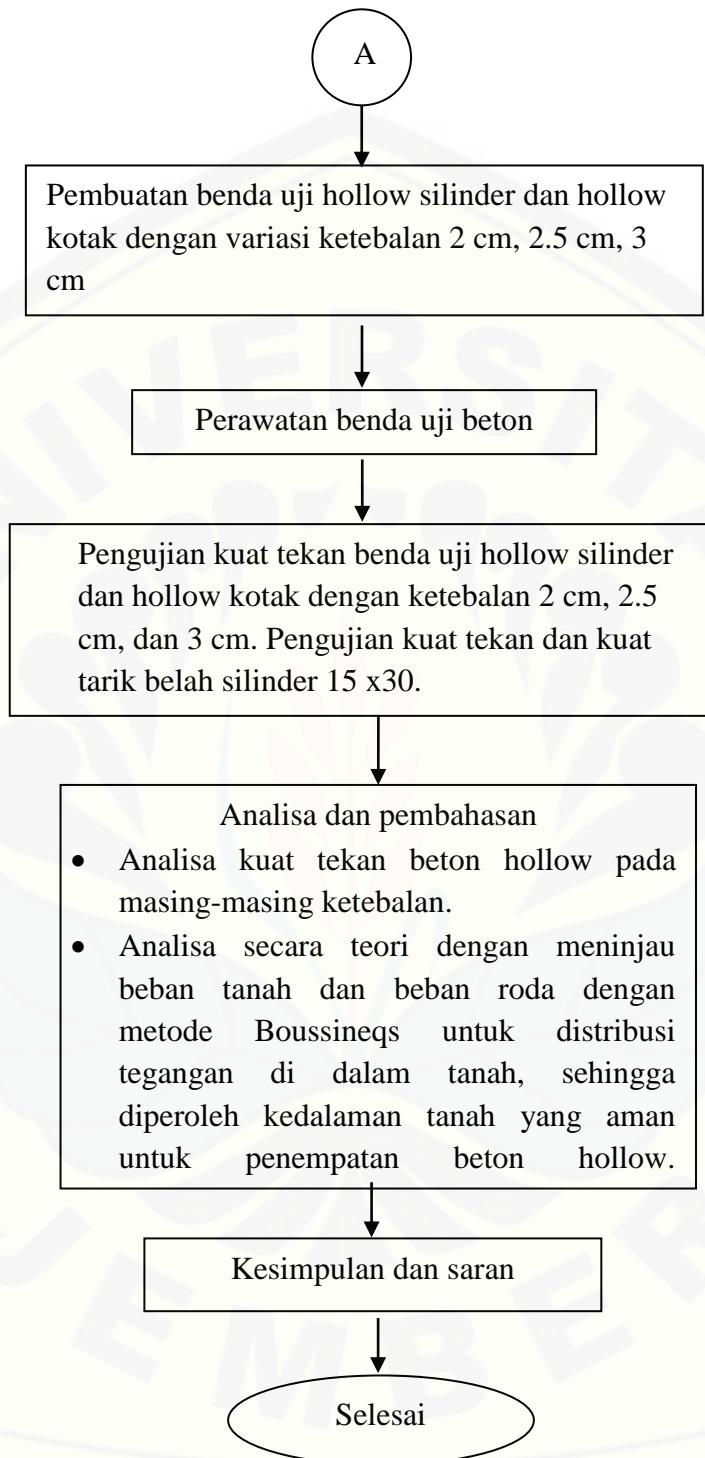 A
Pembuatan benda uji hollow silinder dan hollow
kotak dengan variasi ketebalan 2 cm, 2.5 cm, 3
cm
Perawatan benda uji beton
Pengujian kuat tekan benda uji hollow silinder
dan hollow kotak dengan ketebalan 2 cm, 2.5
cm, dan 3 cm. Pengujian kuat tekan dan kuat
tarik belah silinder 15 x30.
Analisa dan pembahasan
• Analisa kuat tekan beton hollow pada
masing-masing ketebalan.
• Analisa secara teori dengan meninjau
beban tanah dan beban roda dengan
metode Boussineqs untuk distribusi
tegangan di dalam tanah, sehingga
diperoleh kedalaman tanah yang aman
untuk penempatan beton hollow.
Kesimpulan dan saran
Selesai